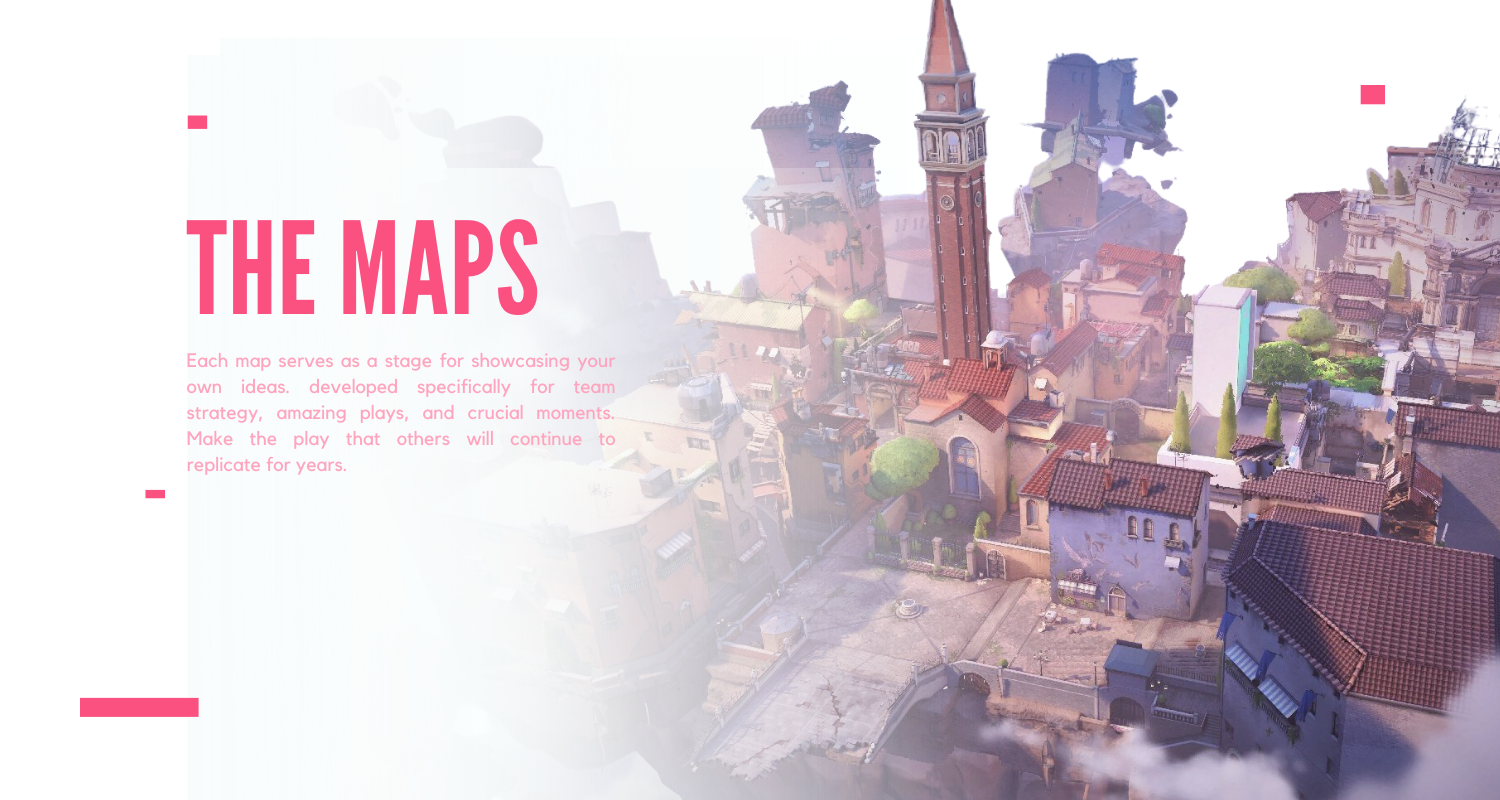 THE MAPS
Each map serves as a stage for showcasing your
own ideas. developed specifically for team
strategy, amazing plays, and crucial moments.
Make the play that others will continue to
replicate for years.